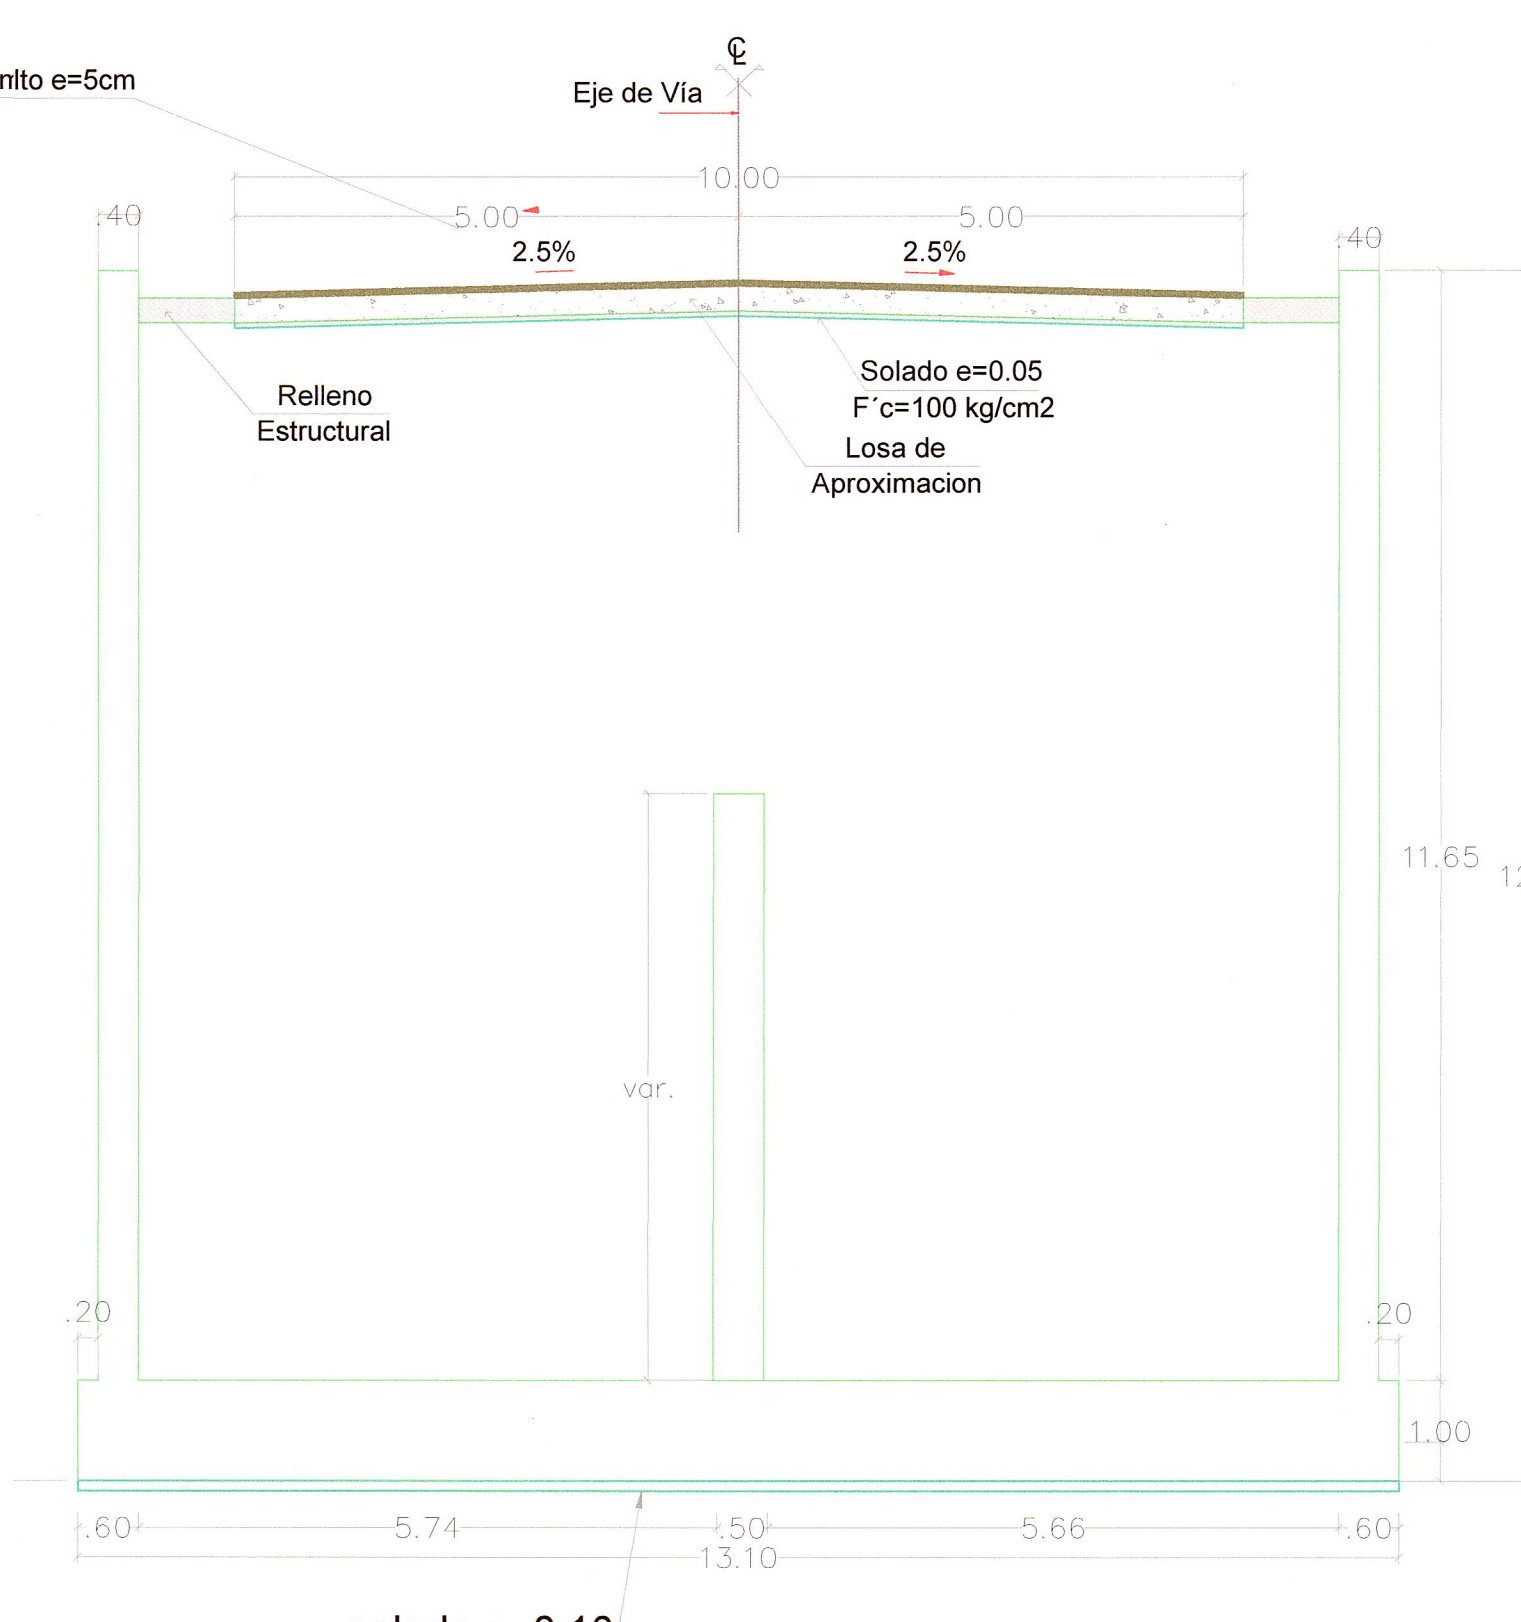 ℄
e=5cm
Eje de Vía
10.00
.40
5.00
5.00
.40
2.5%
2.5%
Solado e=0.05
F´c=100 kg/cm2
Relleno
Estructural
Losa de
Aproximacion
11.65
var.
.20
.20
1.00
.60
5.74
.50
5.66
.60
13.10